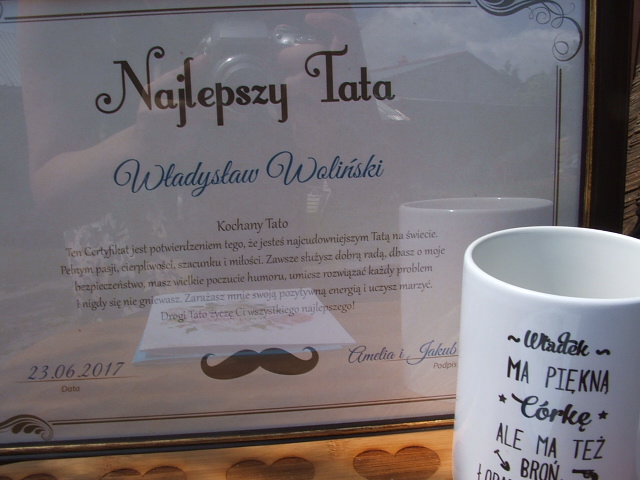 Najlepszy Tata
Władysław Woliński
Kochany Tato
Ten Certyfikat jest potwierdzeniem tego, że jesteś najcudowniejszym Tatą na świecie.
Pełnym pasji, cierpliwości, szacunku i miłości. Zawsze służysz dobrą radą, dbasz o moje
bezpieczeństwo, masz wielkie poczucie humoru, umiesz rozwiązać każdy problem
i nigdy się nie gniewasz. Zarażasz mnie swoją pozytywną energią i uczysz marzyć.
Drogi Tato życzę Ci wszystkiego najlepszego!
23.06.2017
Data
Amelia i Jakub
Podpis
~Władek~
MA PIĘKNĄ
*Córkę*
ALE MA TEŻ
BROŃ,